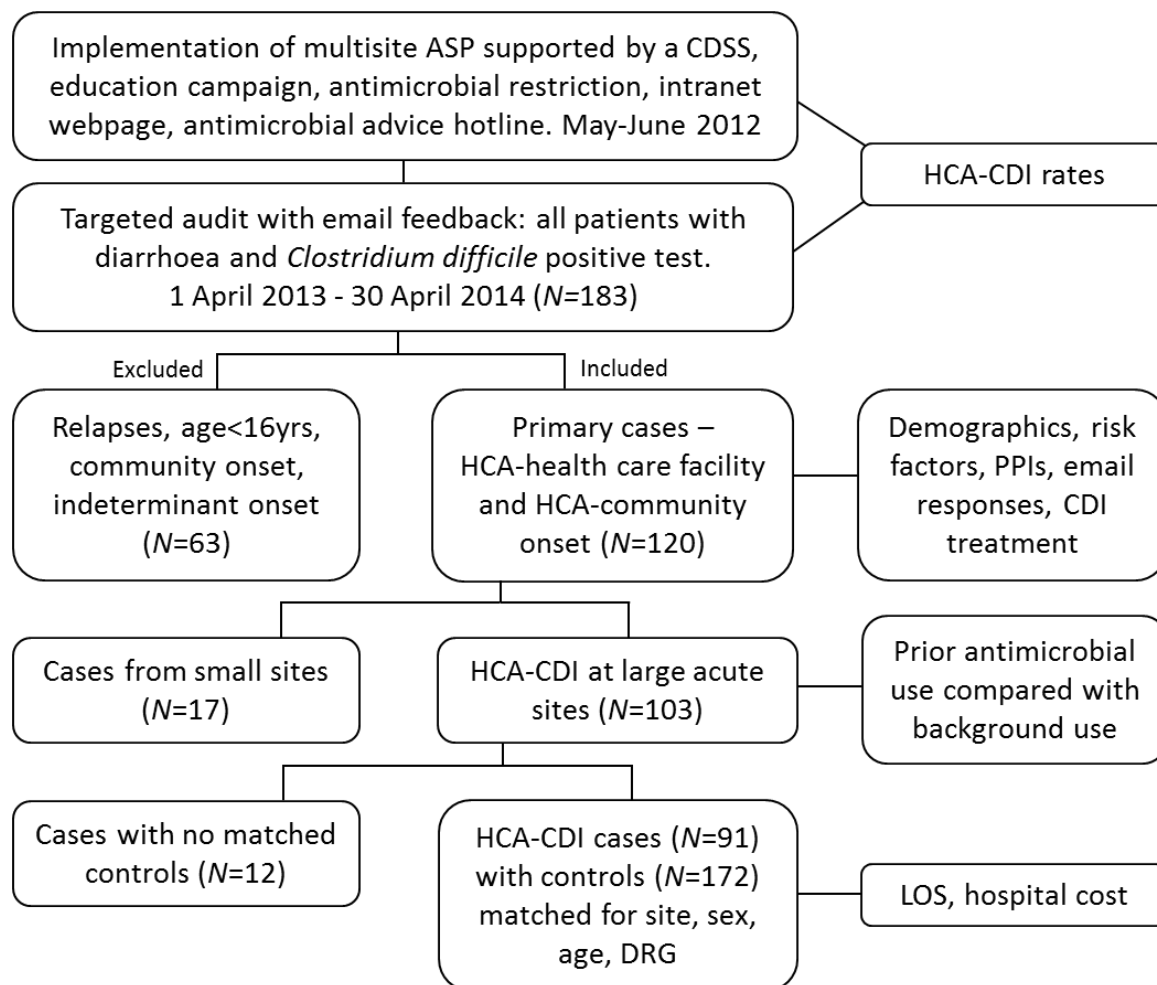 Implementation of multisite ASP supported by a CDSS,
education campaign, antimicrobial restriction, intranet
webpage, antimicrobial advice hotline. May-June 2012
HCA-CDI rates
Targeted audit with email feedback: all patients with
diarrhoea and Clostridium difficile positive test.
1 April 2013 - 30 April 2014 (N=183)
Excluded
Included
Relapses, age<16yrs,
community onset,
indeterminant onset
(N=63)
Primary cases –
HCA-health care facility
and HCA-community
onset (N=120)
Demographics, risk
factors, PPIs, email
responses, CDI
treatment
Cases from small sites
(N=17)
HCA-CDI at large acute
sites (N=103)
Prior antimicrobial
use compared with
background use
Cases with no matched
controls (N=12)
HCA-CDI cases (N=91)
with controls (N=172)
matched for site, sex,
age, DRG
LOS, hospital cost